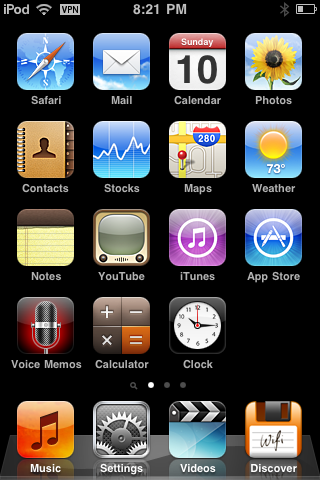 iPod VPN 8:21 PM
Sunday
10
280
73°
Safari Mail Calendar Photos
Contacts Stocks Maps Weather
Notes YouTube iTunes App Store
Voice Memos Calculator Clock
Wifi
Music Settings Videos Discover